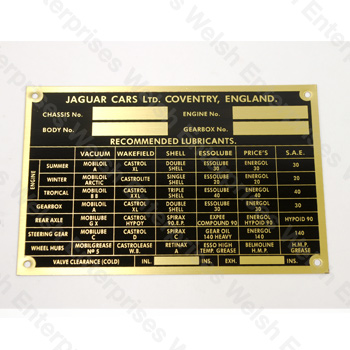 JAGUAR CARS LTD. COVENTRY, ENGLAND.
CHASSIS No. ENGINE No.
BODY No. GEARBOX No.
RECOMMENDED LUBRICANTS.
VACUUM WAKEFIELD SHELL ESSOLUBE PRICE'S S.A.E.
ENGINE
SUMMER MOBILOIL A CASTROL XL DOUBLE SHELL ESSOLUBE 30 ENERGOL 30 30
WINTER MOBILOIL ARCTIC CASTROLITE SINGLE SHELL ESSOLUBE 20 ENERGOL 20 20
TROPICAL MOBILOIL B B CASTROL XXL TRIPLE SHELL ESSOLUBE 40 ENERGOL 40 40
GEARBOX MOBILOIL A CASTROL XL DOUBLE SHELL ESSOLUBE 30 ENERGOL 30 30
REAR AXLE MOBILUBE G X CASTROL HYPOY SPIRAX 90.E.P. EXPEE COMPOUND 90 ENERGOL HYPOID 90 HYPOID 90
STEERING GEAR MOBILUBE C CASTROL D SPIRAX C GEAR OIL 140 HEAVY ENERGOL 140 140
WHEEL HUBS MOBILGREASE Nº 5 CASTROLEASE W.B. RETINAX A ESSO HIGH TEMP. GREASE BELMOLINE H.M.P. H.M.P. GREASE
VALVE CLEARANCE (COLD) INL. INS. EXH. INS.
Welsh Enterprises Welsh Enterprises